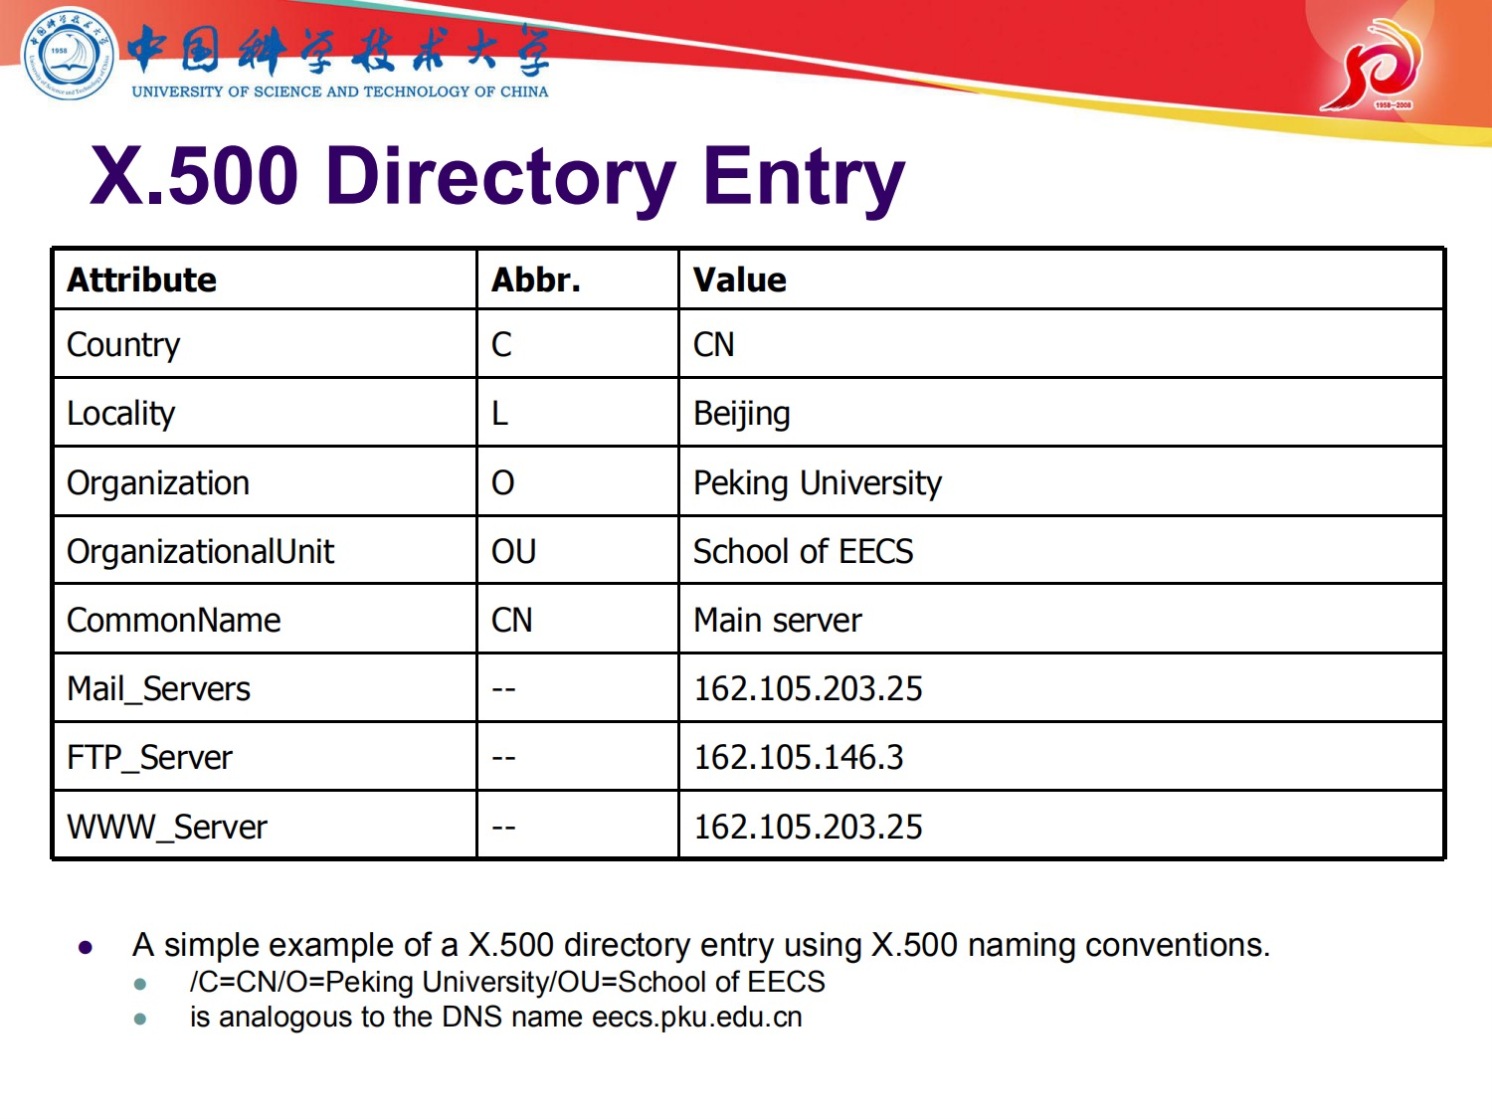 中国科学技术大学
UNIVERSITY OF SCIENCE AND TECHNOLOGY OF CHINA
1958
1958—2008
X.500 Directory Entry
Attribute Abbr. Value
Country C CN
Locality L Beijing
Organization O Peking University
OrganizationalUnit OU School of EECS
CommonName CN Main server
Mail_Servers -- 162.105.203.25
FTP_Server -- 162.105.146.3
WWW_Server -- 162.105.203.25
A simple example of a X.500 directory entry using X.500 naming conventions.
/C=CN/O=Peking University/OU=School of EECS
is analogous to the DNS name eecs.pku.edu.cn